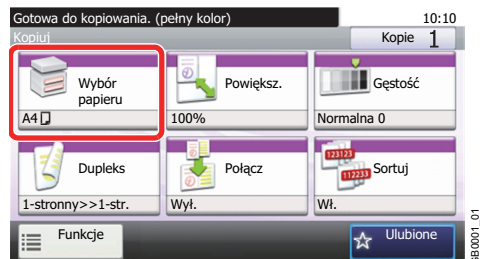 Gotowa do kopiowania. (pełny kolor)
10:10
Kopiuj
Kopie 1
Wybór
papieru
A4
Powiększ.
100%
Gęstość
Normalna 0
Dupleks
1-stronny>>1-str.
Połącz
Wył.
123123
112233
Sortuj
Wł.
Funkcje
Ulubione
GB0001_01